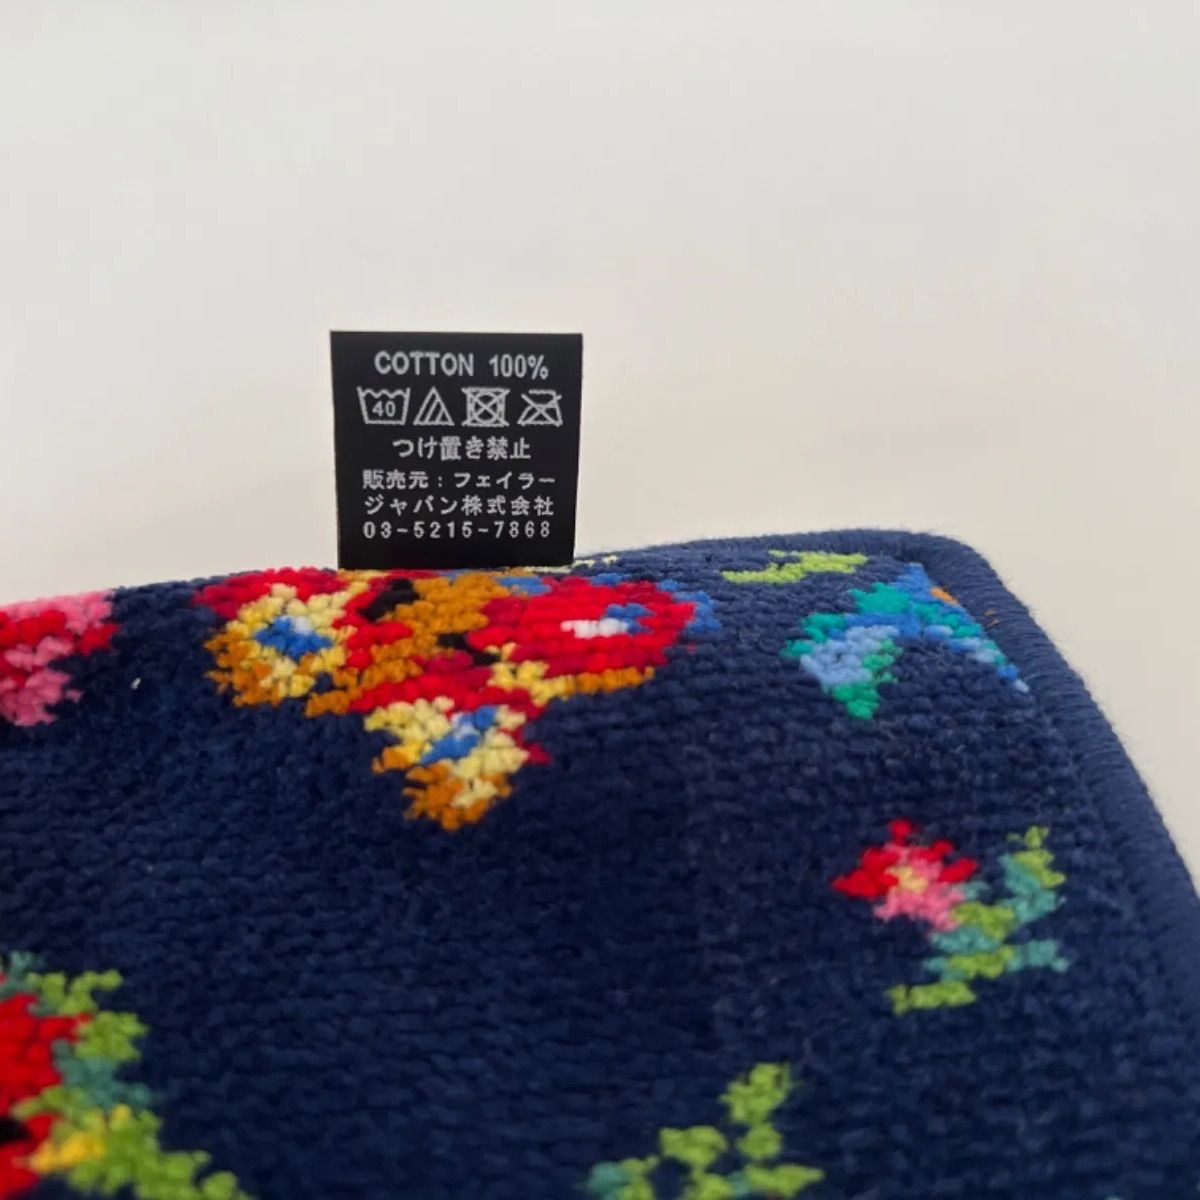 COTTON 100%
40
つけ置き禁止
販売元：フェイラー
ジャパン株式会社
03-5215-7868